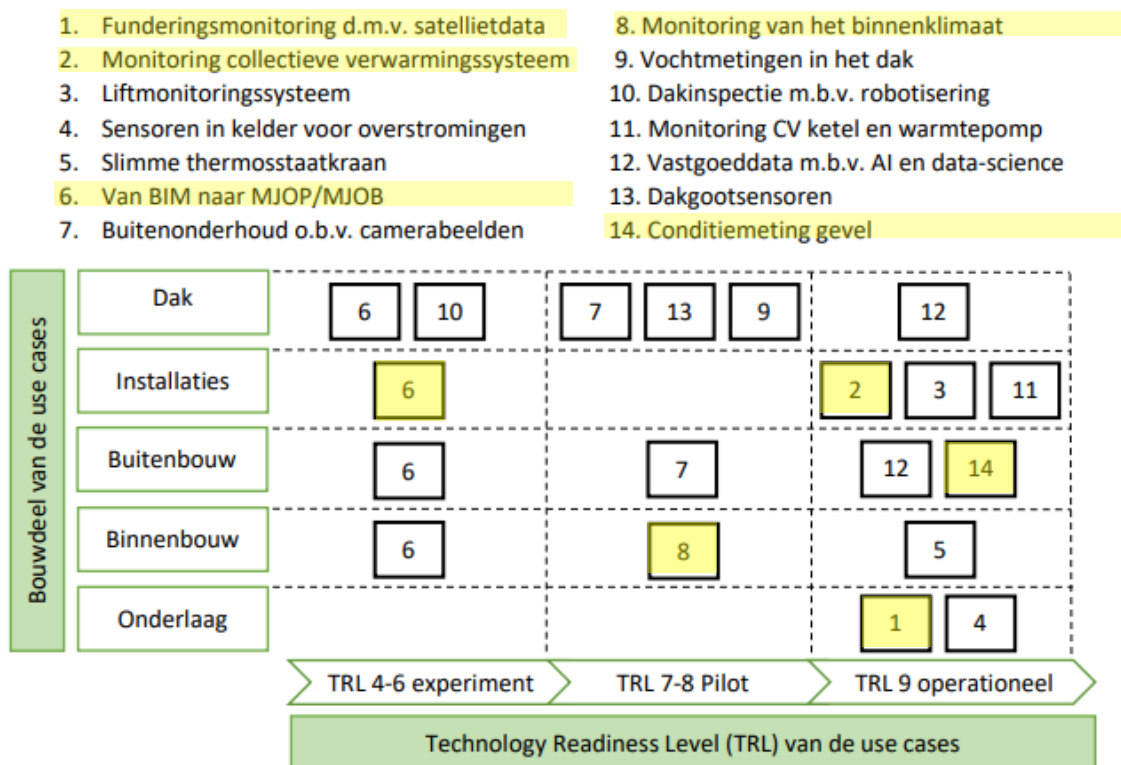 1. Funderingsmonitoring d.m.v. satellietdata
2. Monitoring collectieve verwarmingssysteem
3. Liftmonitoringssysteem
4. Sensoren in kelder voor overstromingen
5. Slimme thermosstaatkraan
6. Van BIM naar MJOP/MJOB
7. Buitenonderhoud o.b.v. camerabeelden
8. Monitoring van het binnenklimaat
9. Vochtmetingen in het dak
10. Dakinspectie m.b.v. robotisering
11. Monitoring CV ketel en warmtepomp
12. Vastgoeddata m.b.v. AI en data-science
13. Dakgootsensoren
14. Conditiemeting gevel
Bouwdeel van de use cases
Dak
6 10 7 13 9 12
Installaties
6 2 3 11
Buitenbouw
6 7 12 14
Binnenbouw
6 8 5
Onderlaag
1 4
TRL 4-6 experiment
TRL 7-8 Pilot
TRL 9 operationeel
Technology Readiness Level (TRL) van de use cases